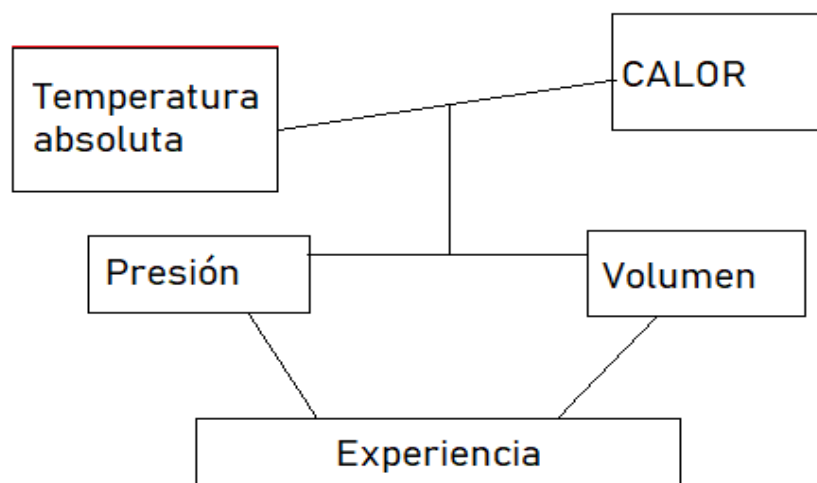 Temperatura
absoluta
CALOR
Presión
Volumen
Experiencia